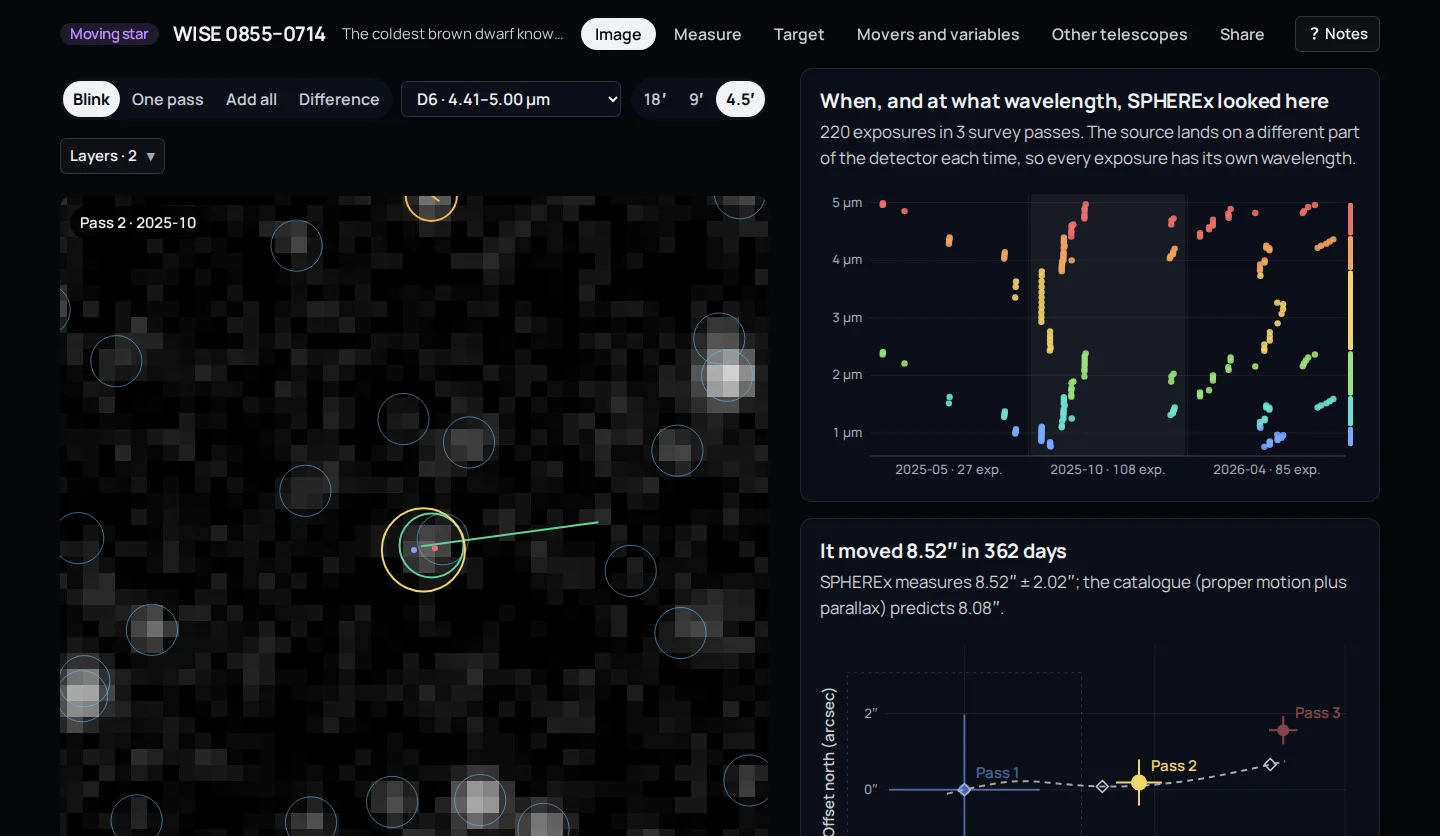 Moving star WISE 0855−0714 The coldest brown dwarf know… Image Measure Target Movers and variables Other telescopes Share ? Notes
Blink One pass Add all Difference D6 · 4.41–5.00 µm 18′ 9′ 4.5′
Layers · 2 ▾
Pass 2 · 2025-10
When, and at what wavelength, SPHEREx looked here
220 exposures in 3 survey passes. The source lands on a different part
of the detector each time, so every exposure has its own wavelength.
5 µm
4 µm
3 µm
2 µm
1 µm
2025-05 · 27 exp. 2025-10 · 108 exp. 2026-04 · 85 exp.
It moved 8.52″ in 362 days
SPHEREx measures 8.52″ ± 2.02″; the catalogue (proper motion plus
parallax) predicts 8.08″.
Offset north (arcsec)
2″
0″
Pass 1
Pass 2
Pass 3